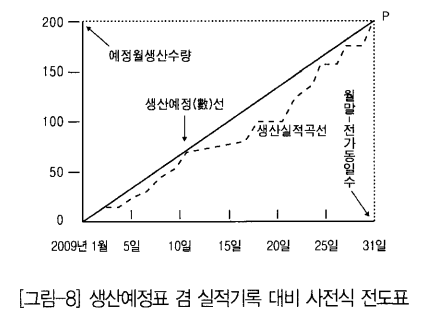 200
P
예정월생산수량
150
생산예정(數)선
월말-전가동일수
100
생산실적곡선
50
0
2009년 1월 5일 10일 15일 20일 25일 31일
[그림-8] 생산예정표 겸 실적기록 대비 사전식 전도표